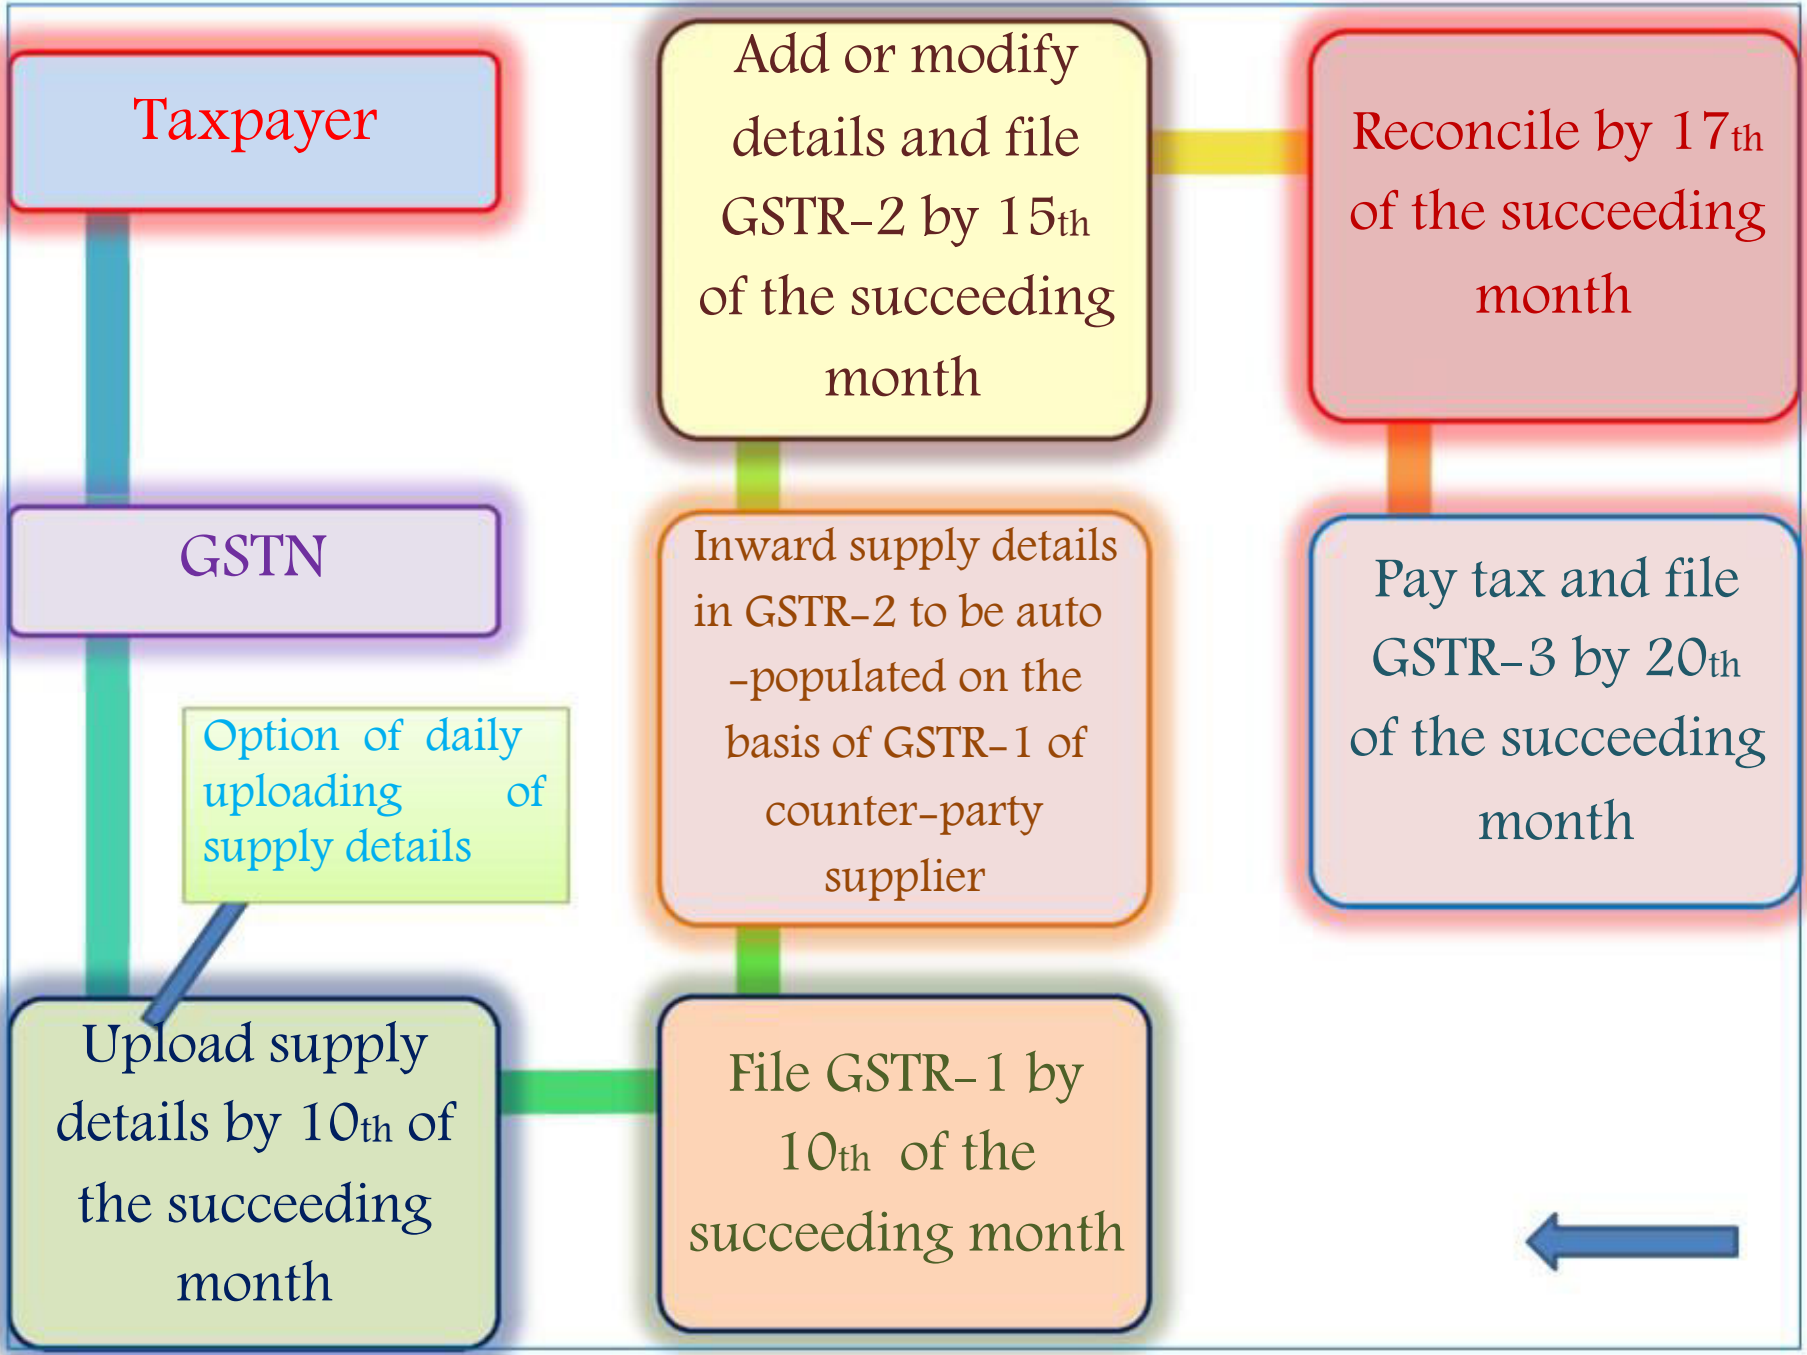 Taxpayer
GSTN
Option of daily
uploading of
supply details
Upload supply
details by 10th of
the succeeding
month
File GSTR-1 by
10th of the
succeeding month
Inward supply details
in GSTR-2 to be auto
-populated on the
basis of GSTR-1 of
counter-party
supplier
Add or modify
details and file
GSTR-2 by 15th
of the succeeding
month
Reconcile by 17th
of the succeeding
month
Pay tax and file
GSTR-3 by 20th
of the succeeding
month